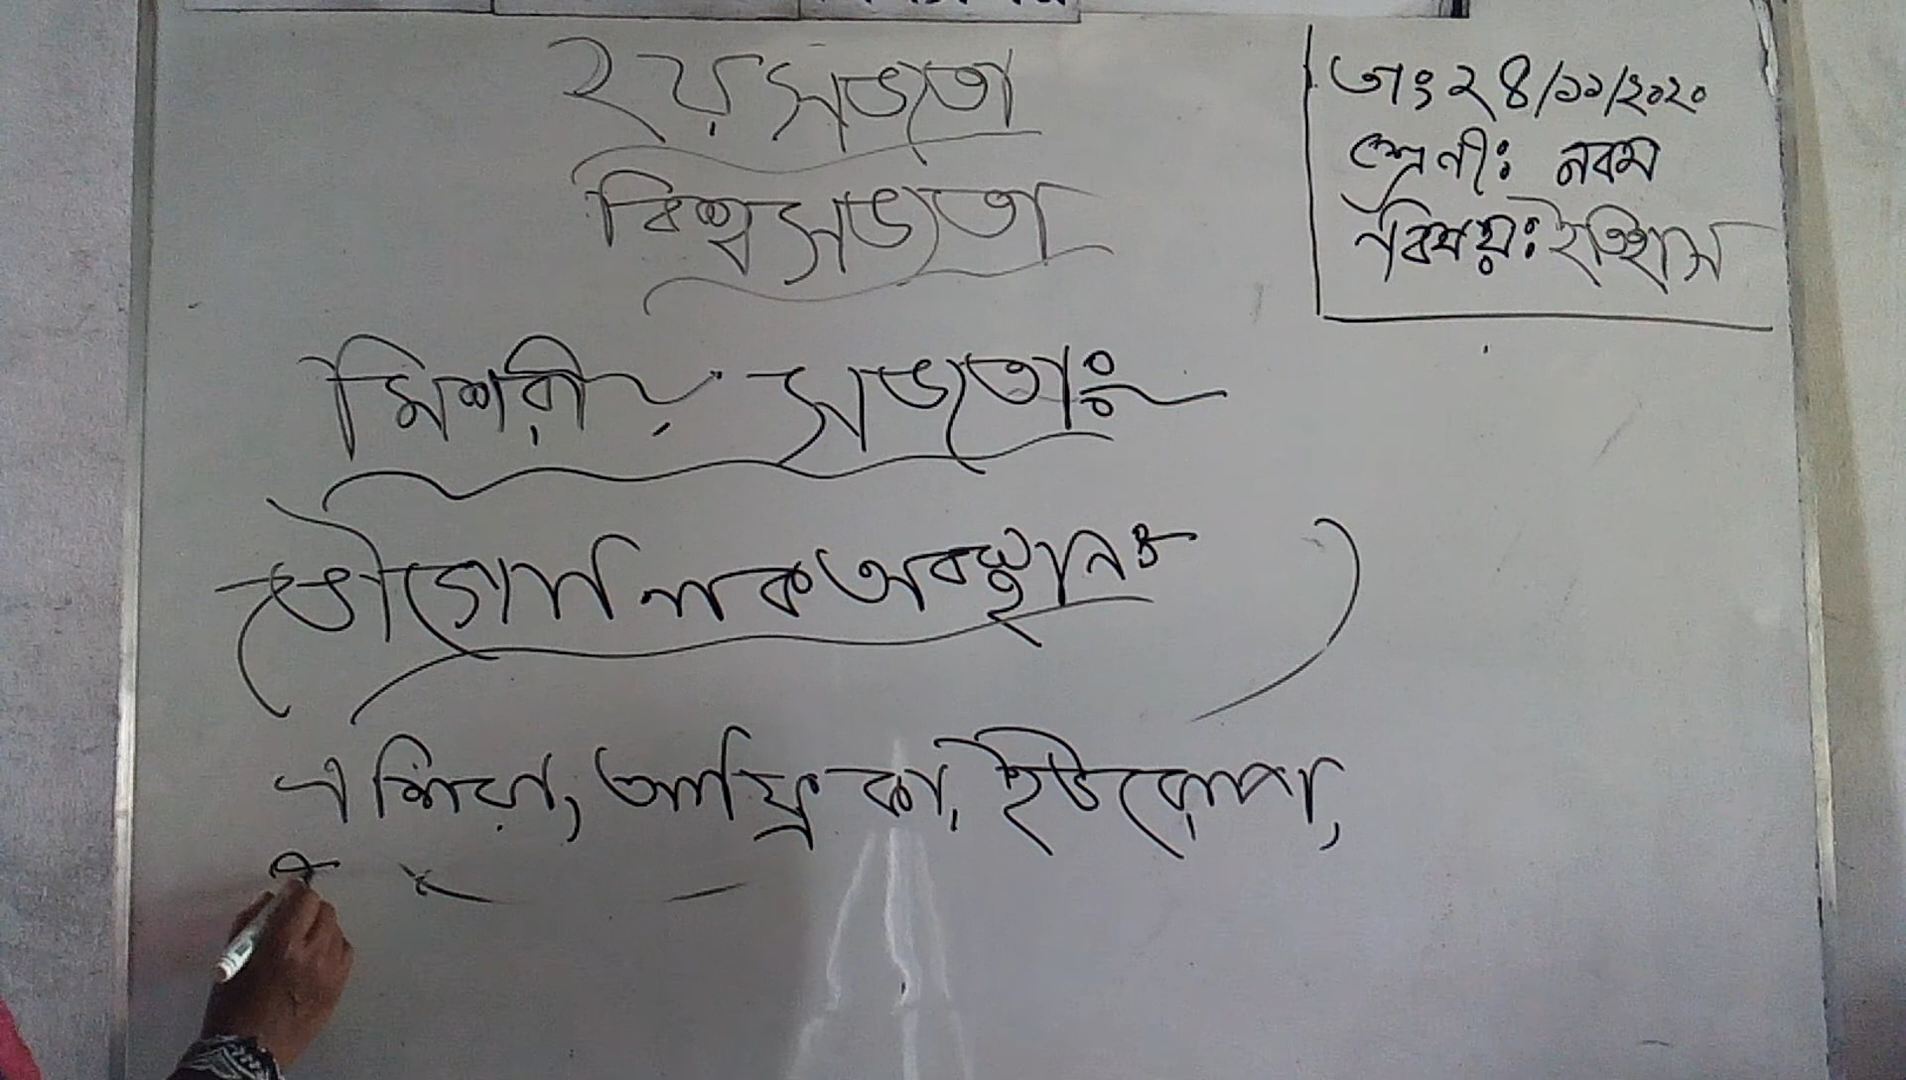 ২য় সভ্যতা
বিশ্বসভ্যতা
তাং ২৪/১১/২০২০
শ্রেণী: নবম
বিষয়: ইতিহাস
মিশরীয় সভ্যতাঃ
ভৌগোলিক অবস্থানঃ
এশিয়া, আফ্রিকা, ইউরোপ,